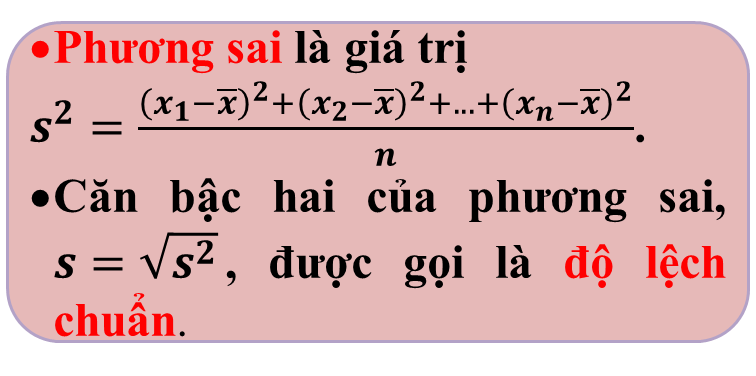 •Phương sai là giá trị
s² = \frac{(x₁−x̅)²+(x₂−x̅)²+...+(xₙ−x̅)²}{n}.
•Căn bậc hai của phương sai,
s = √s², được gọi là độ lệch
chuẩn.